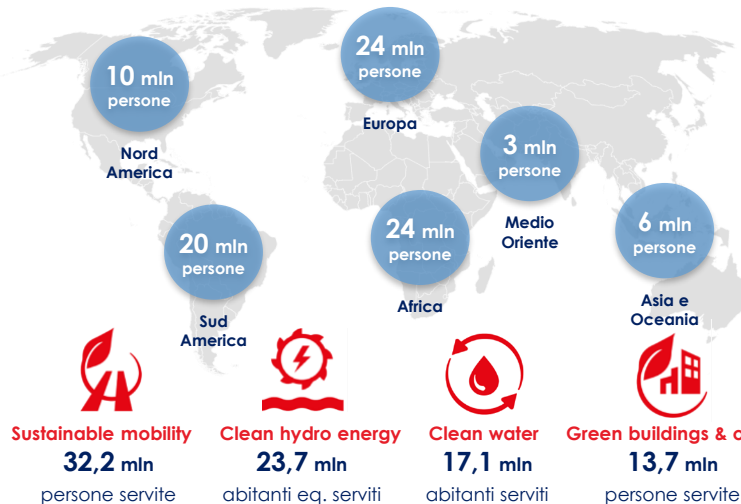 10 mln
persone
Nord
America
24 mln
persone
Europa
3 mln
persone
Medio
Oriente
20 mln
persone
Sud
America
24 mln
persone
Africa
6 mln
persone
Asia e
Oceania
Sustainable mobility
32,2 mln
persone servite
Clean hydro energy
23,7 mln
abitanti eq. serviti
Clean water
17,1 mln
abitanti serviti
Green buildings &
13,7 mln
persone servite